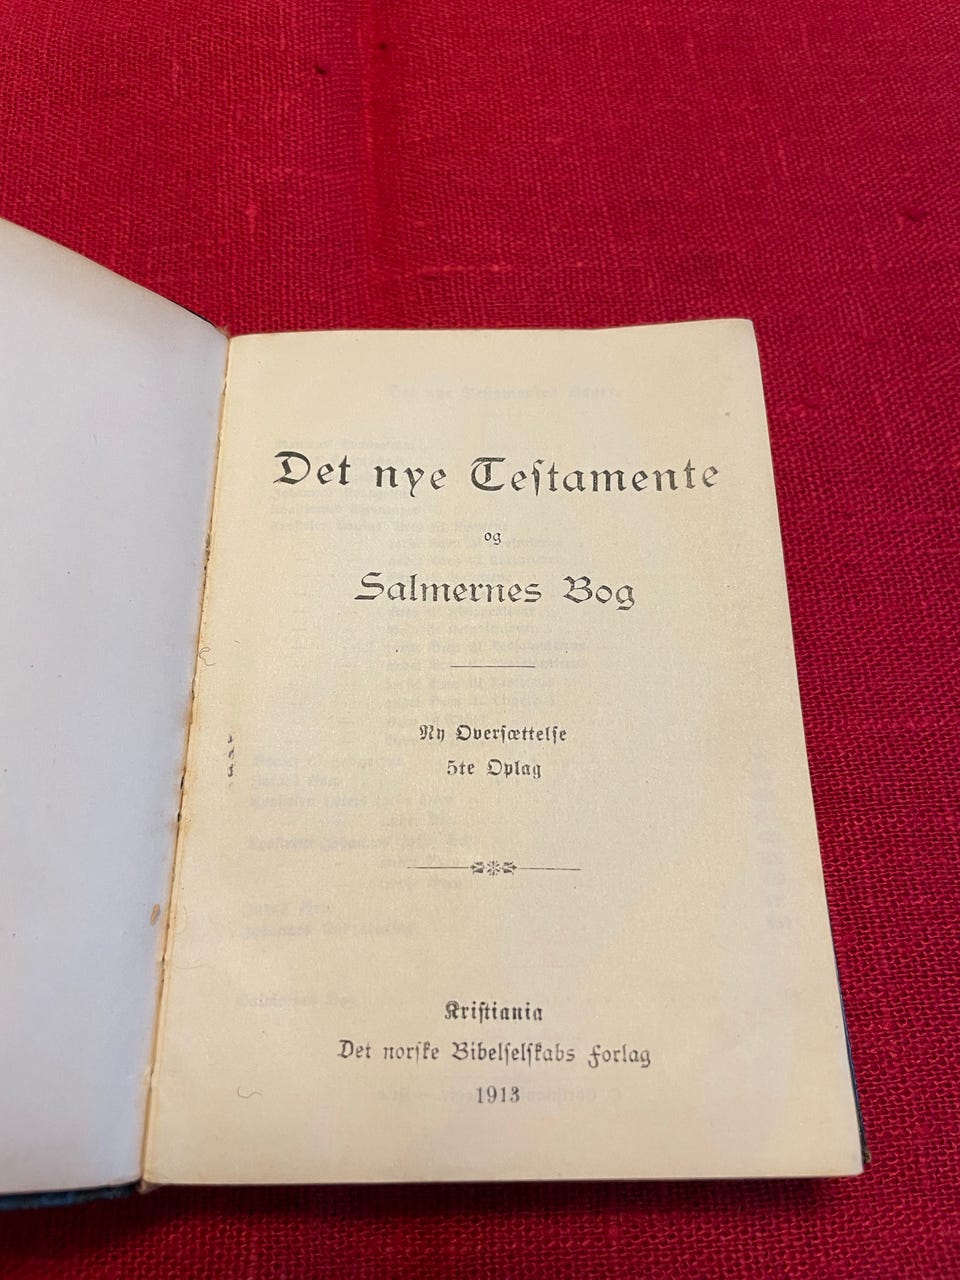 Det nye Teſtamente
og
Salmernes Bog
Ny Overſættelſe
5te Oplag
Kriſtiania
Det norſke Bibelſelſkabs Forlag
1913